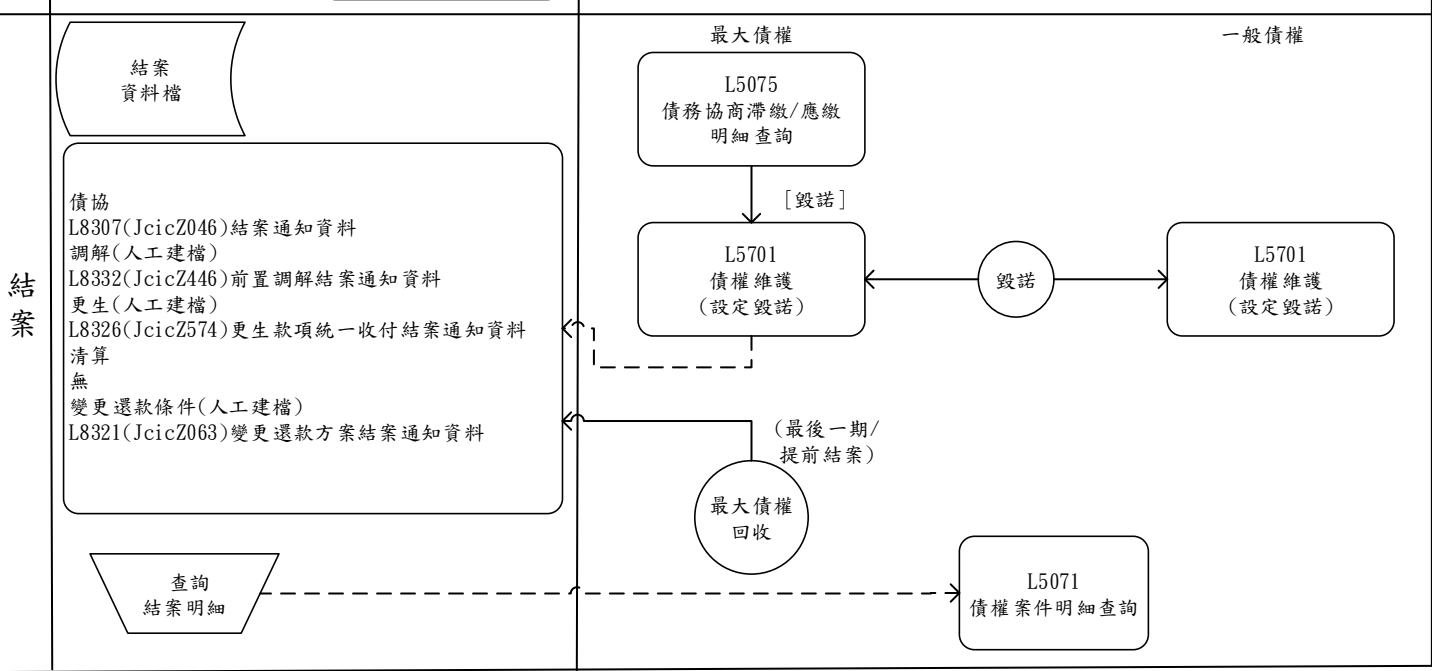 結
案
結案
資料檔
債協
L8307(JcicZ046)結案通知資料
調解(人工建檔)
L8332(JcicZ446)前置調解結案通知資料
更生(人工建檔)
L8326(JcicZ574)更生款項統一收付結案通知資料
清算
無
變更還款條件(人工建檔)
L8321(JcicZ063)變更還款方案結案通知資料
查詢
結案明細
最大債權
一般債權
L5075
債務協商滯繳/應繳
明細查詢
[毀諾]
L5701
債權維護
(設定毀諾)
毀諾
L5701
債權維護
(設定毀諾)
(最後一期/
提前結案)
最大債權
回收
L5071
債權案件明細查詢